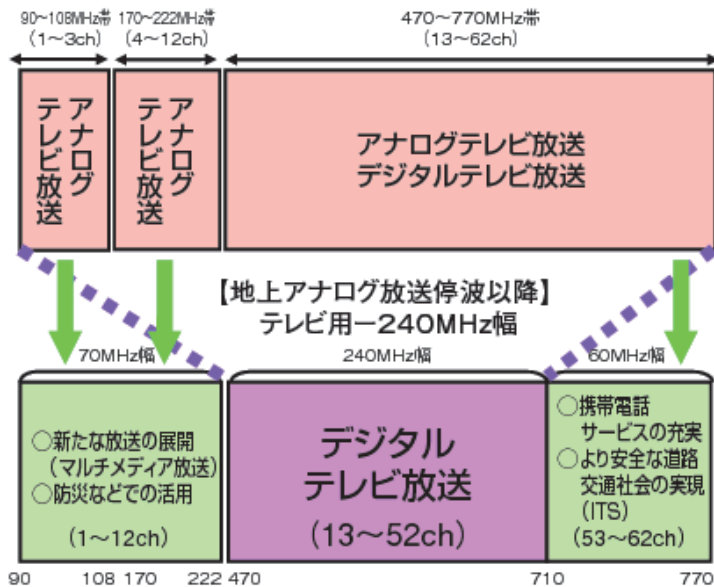 90～108MHz帯
(1～3ch)
170～222MHz帯
(4～12ch)
470～770MHz帯
(13～62ch)
アナログ
テレビ放送
アナログ
テレビ放送
アナログテレビ放送
デジタルテレビ放送
【地上アナログ放送停波以降】
テレビ用ー240MHz幅
70MHz幅
240MHz幅
60MHz幅
○新たな放送の展開
(マルチメディア放送)
○防災などでの活用
(1～12ch)
デジタル
テレビ放送
(13～52ch)
○携帯電話
サービスの充実
○より安全な道路
交通社会の実現
(ITS)
(53～62ch)
90 108 170 222 470 710 770